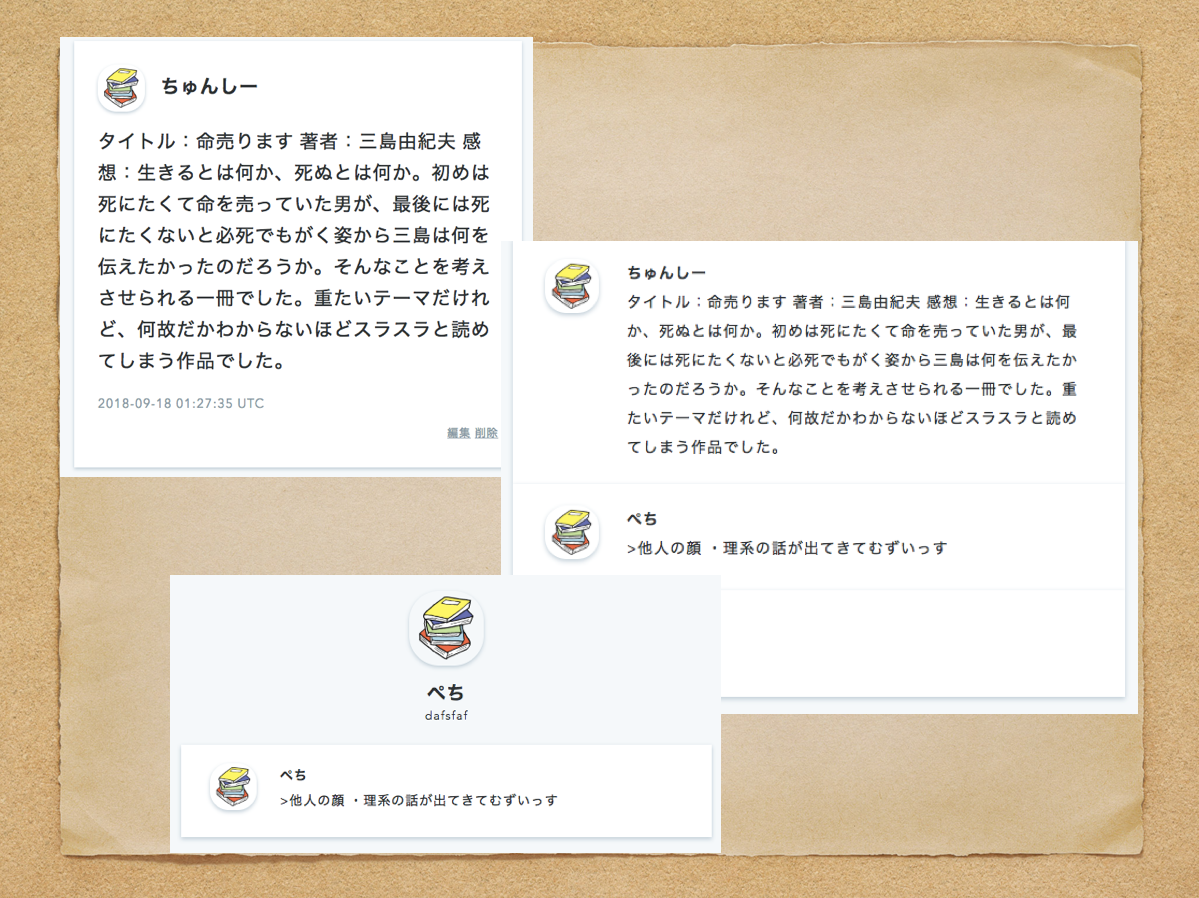 ちゅんしー
タイトル：命売ります 著者：三島由紀夫 感
想：生きるとは何か、死ぬとは何か。初めは
死にたくて命を売っていた男が、最後には死
にたくないと必死でもがく姿から三島は何を
伝えたかったのだろうか。そんなことを考え
させられる一冊でした。重たいテーマだけれ
ど、何故だかわからないほどスラスラと読め
てしまう作品でした。
2018-09-18 01:27:35 UTC
編集 削除
ちゅんしー
タイトル：命売ります 著者：三島由紀夫 感想：生きるとは何
か、死ぬとは何か。初めは死にたくて命を売っていた男が、最
後には死にたくないと必死でもがく姿から三島は何を伝えたか
ったのだろうか。そんなことを考えさせられる一冊でした。重
たいテーマだけれど、何故だかわからないほどスラスラと読め
てしまう作品でした。
ぺち
>他人の顔 ・理系の話が出てきてむずいっす
ぺち
dafsfaf
ぺち
>他人の顔 ・理系の話が出てきてむずいっす